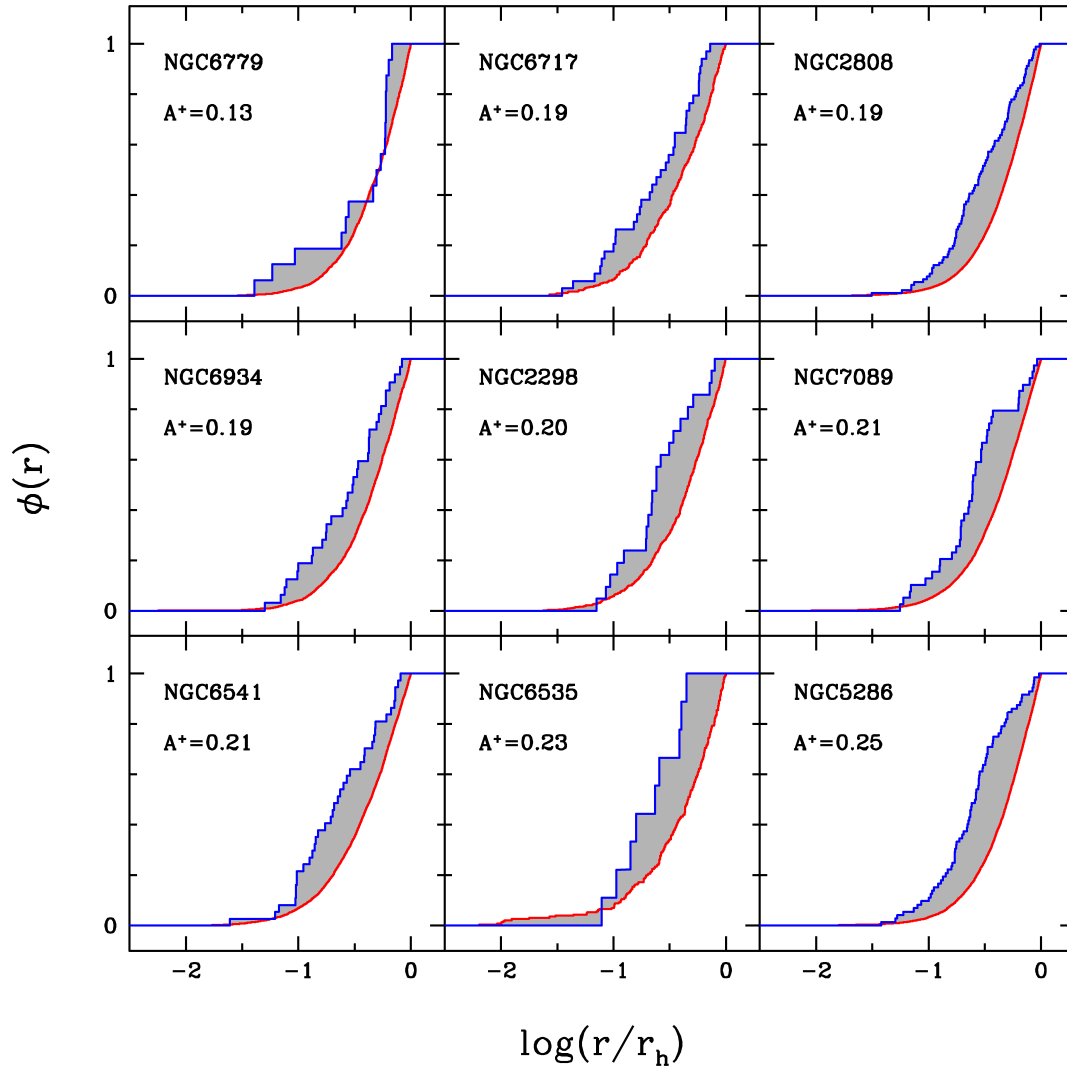 NGC6779
A⁺=0.13
NGC6717
A⁺=0.19
NGC2808
A⁺=0.19
1
0
NGC6934
A⁺=0.19
NGC2298
A⁺=0.20
NGC7089
A⁺=0.21
1
0
ϕ(r)
NGC6541
A⁺=0.21
NGC6535
A⁺=0.23
NGC5286
A⁺=0.25
1
0
-2 -1 0 -2 -1 0 -2 -1 0
log(r/r_h)